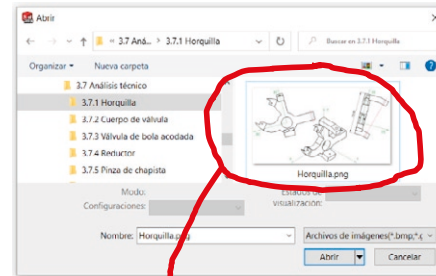 Abrir
« 3.7 Aná... > 3.7.1 Horquilla
Buscar en 3.7.1 Horquilla
Organizar
Nueva carpeta
3.7 Análisis técnico
3.7.1 Horquilla
3.7.2 Cuerpo de válvula
3.7.3 Válvula de bola acodada
3.7.4 Reductor
3.7.5 Pinza de chapista
Horquilla.png
Modo:
Configuraciones:
visualización:
Nombre: Horquilla.png
Archivos de imágenes(*.bmp;*.g
Abrir
Cancelar